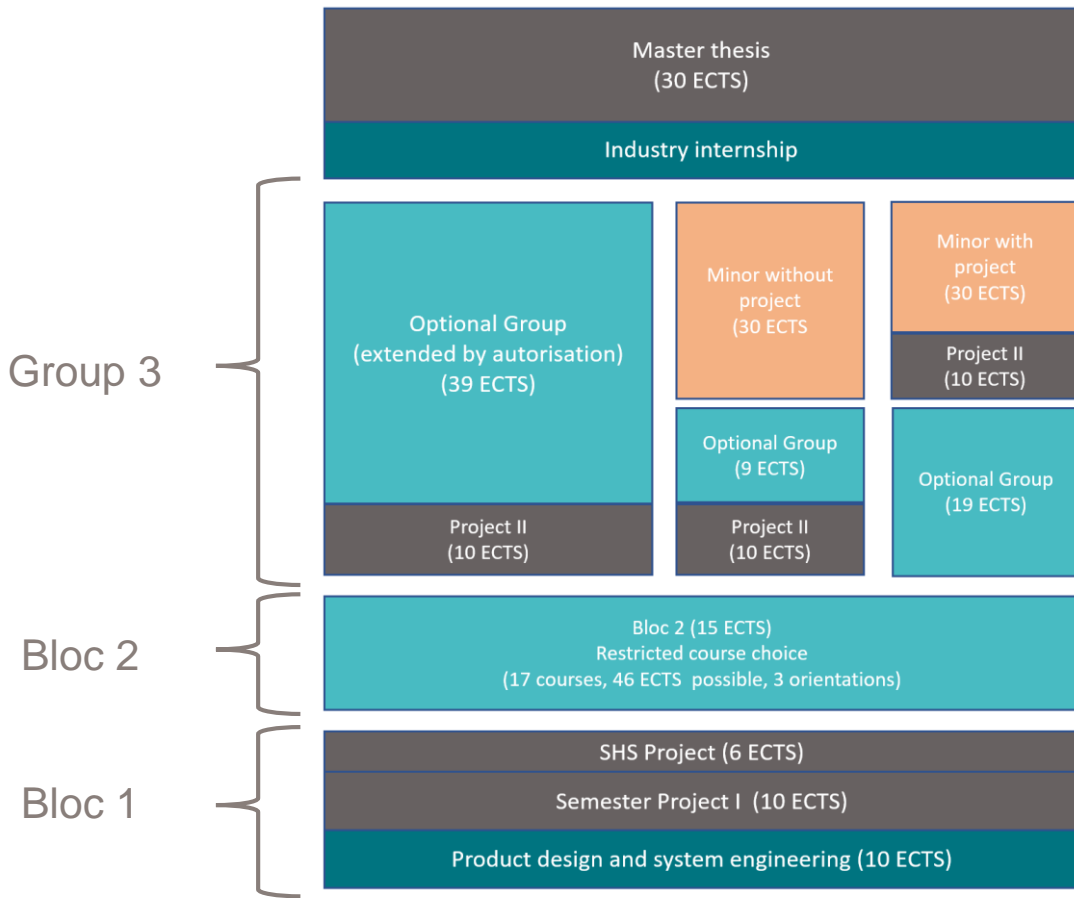 Master thesis
(30 ECTS)
Industry internship
Group 3
Optional Group
(extended by autorisation)
(39 ECTS)
Project II
(10 ECTS)
Minor without
project
(30 ECTS
Optional Group
(9 ECTS)
Project II
(10 ECTS)
Minor with
project
(30 ECTS)
Project II
(10 ECTS)
Optional Group
(19 ECTS)
Bloc 2
Bloc 2 (15 ECTS)
Restricted course choice
(17 courses, 46 ECTS possible, 3 orientations)
Bloc 1
SHS Project (6 ECTS)
Semester Project I (10 ECTS)
Product design and system engineering (10 ECTS)